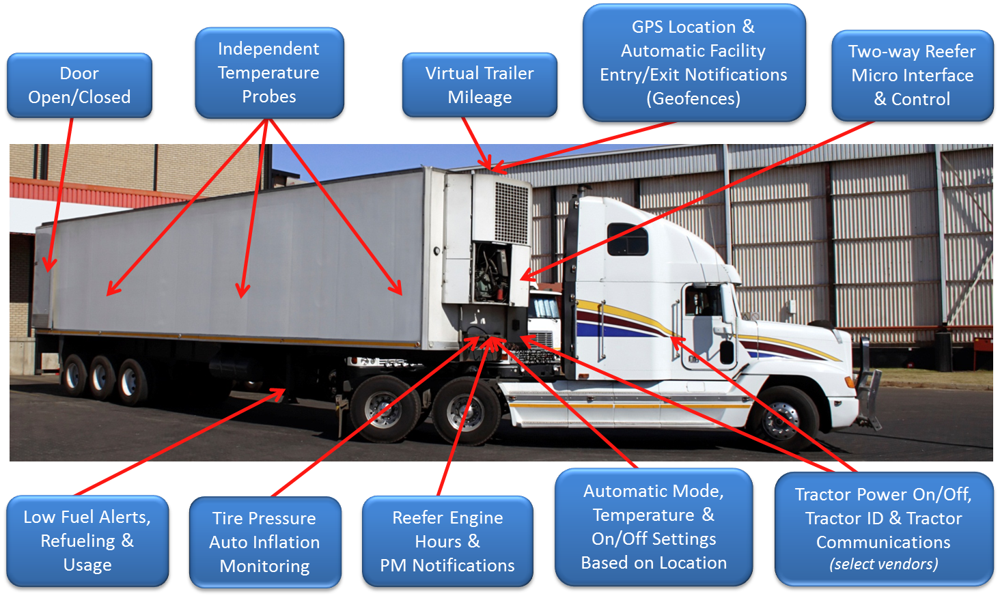 Door
Open/Closed
Independent
Temperature
Probes
Virtual Trailer
Mileage
GPS Location &
Automatic Facility
Entry/Exit Notifications
(Geofences)
Two-way Reefer
Micro Interface
& Control
Low Fuel Alerts,
Refueling &
Usage
Tire Pressure
Auto Inflation
Monitoring
Reefer Engine
Hours &
PM Notifications
Automatic Mode,
Temperature &
On/Off Settings
Based on Location
Tractor Power On/Off,
Tractor ID & Tractor
Communications
(select vendors)